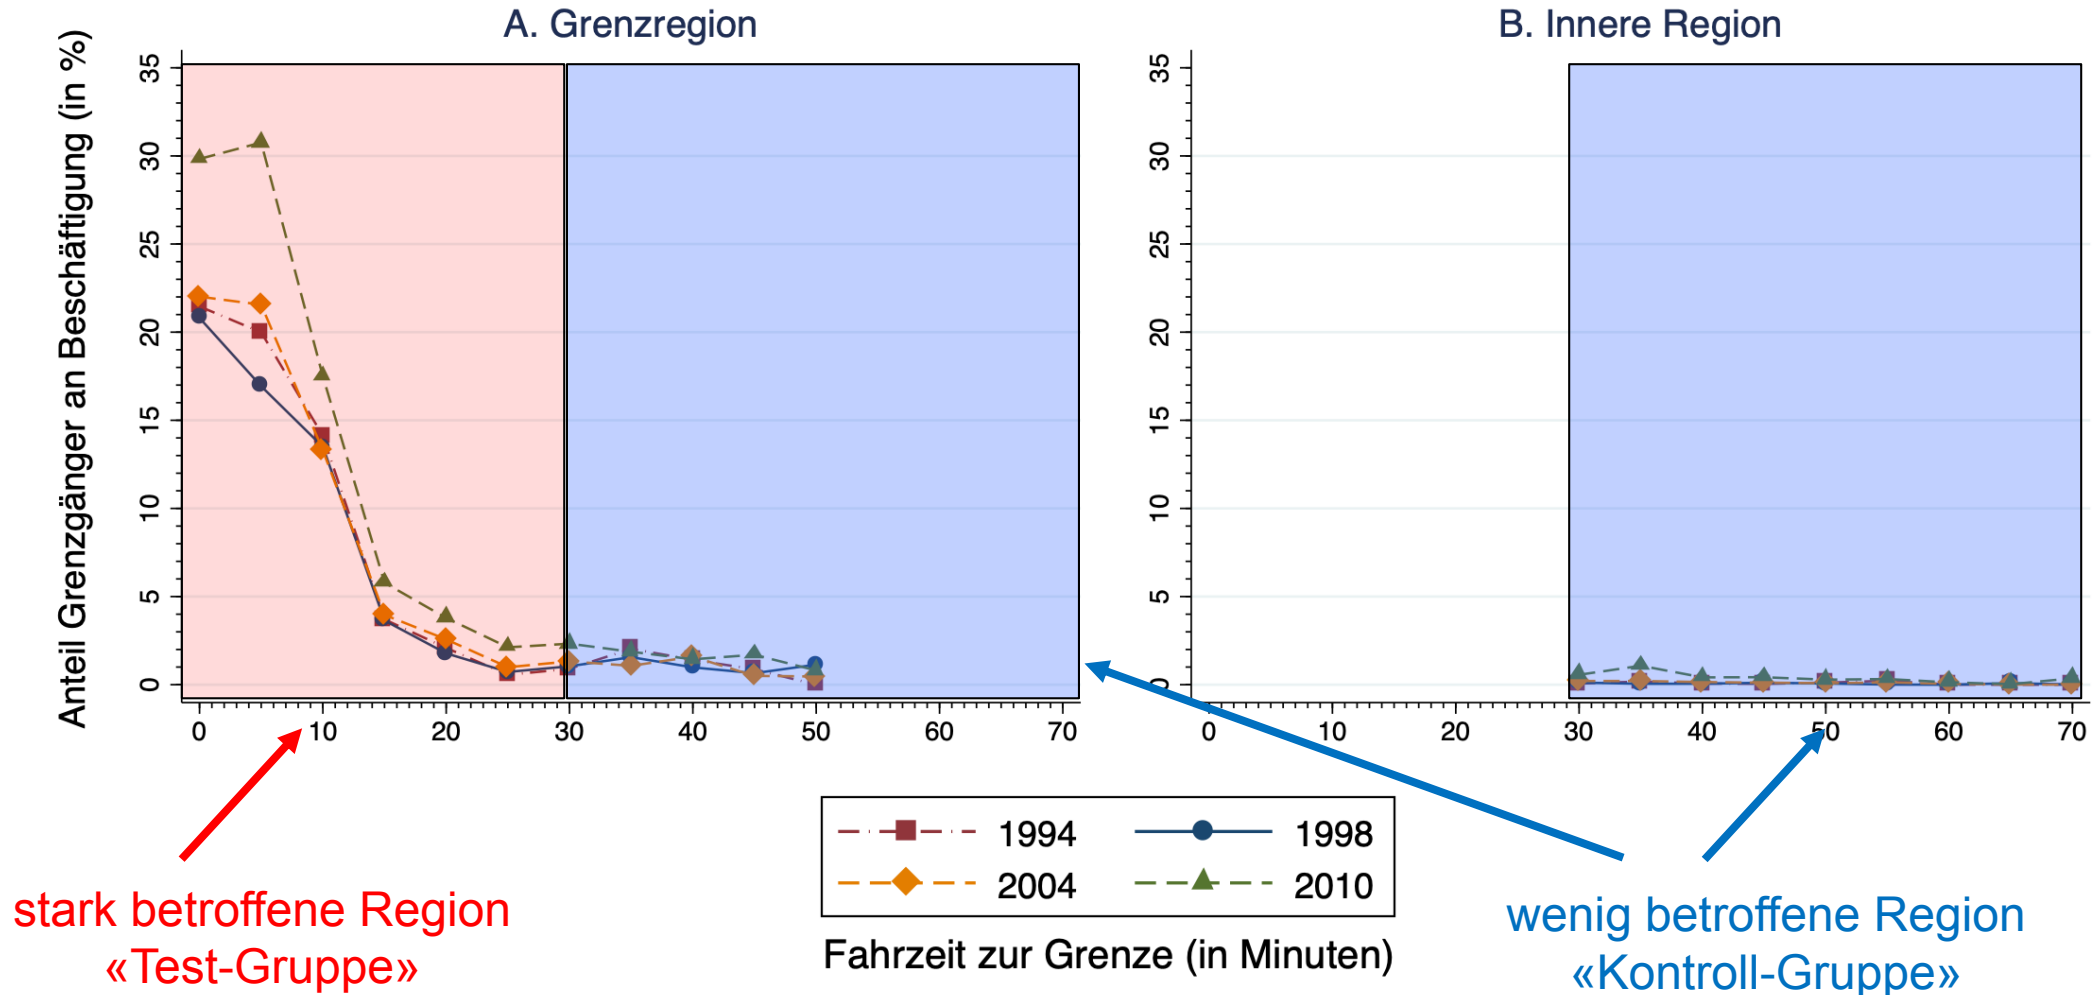 A. Grenzregion
B. Innere Region
Anteil Grenzgänger an Beschäftigung (in %)
35
30
25
20
15
10
5
0
0 10 20 30 40 50 60 70
35
30
25
20
15
10
5
0
0 10 20 30 40 50 60 70
1994 1998
2004 2010
Fahrzeit zur Grenze (in Minuten)
stark betroffene Region
«Test-Gruppe»
wenig betroffene Region
«Kontroll-Gruppe»